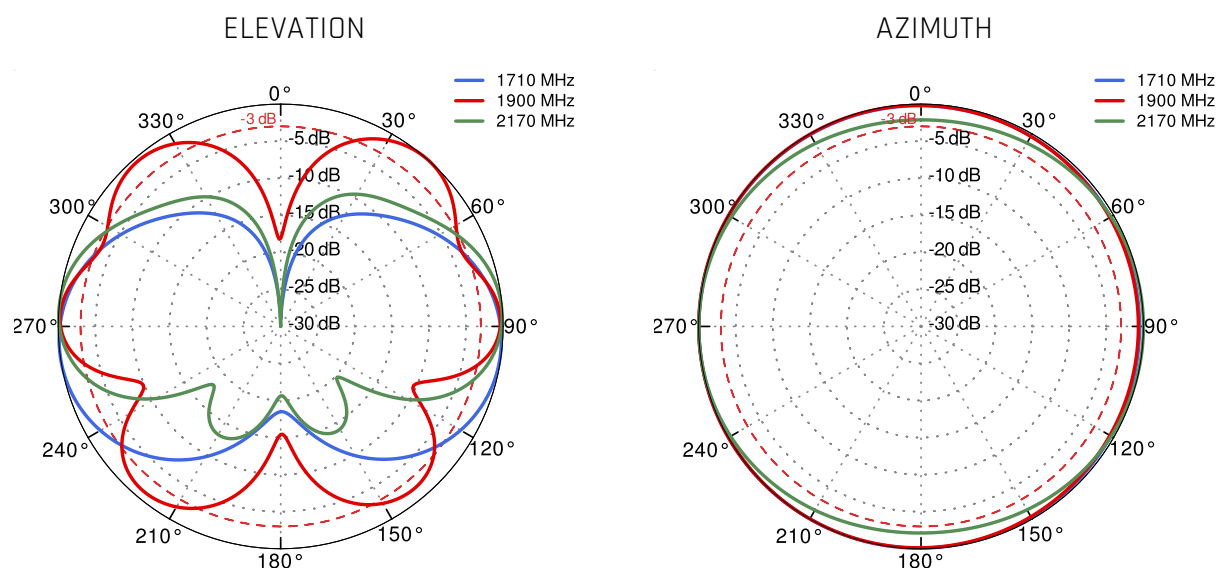 ELEVATION
1710 MHz
1900 MHz
2170 MHz
0°
330°
-3 dB
30°
-5 dB
-10 dB
300°
-15 dB
60°
-20 dB
-25 dB
270°
-30 dB
90°
240°
120°
210°
150°
180°
AZIMUTH
1710 MHz
1900 MHz
2170 MHz
0°
330°
-3 dB
30°
-5 dB
-10 dB
300°
-15 dB
60°
-20 dB
-25 dB
270°
-30 dB
90°
240°
120°
210°
150°
180°